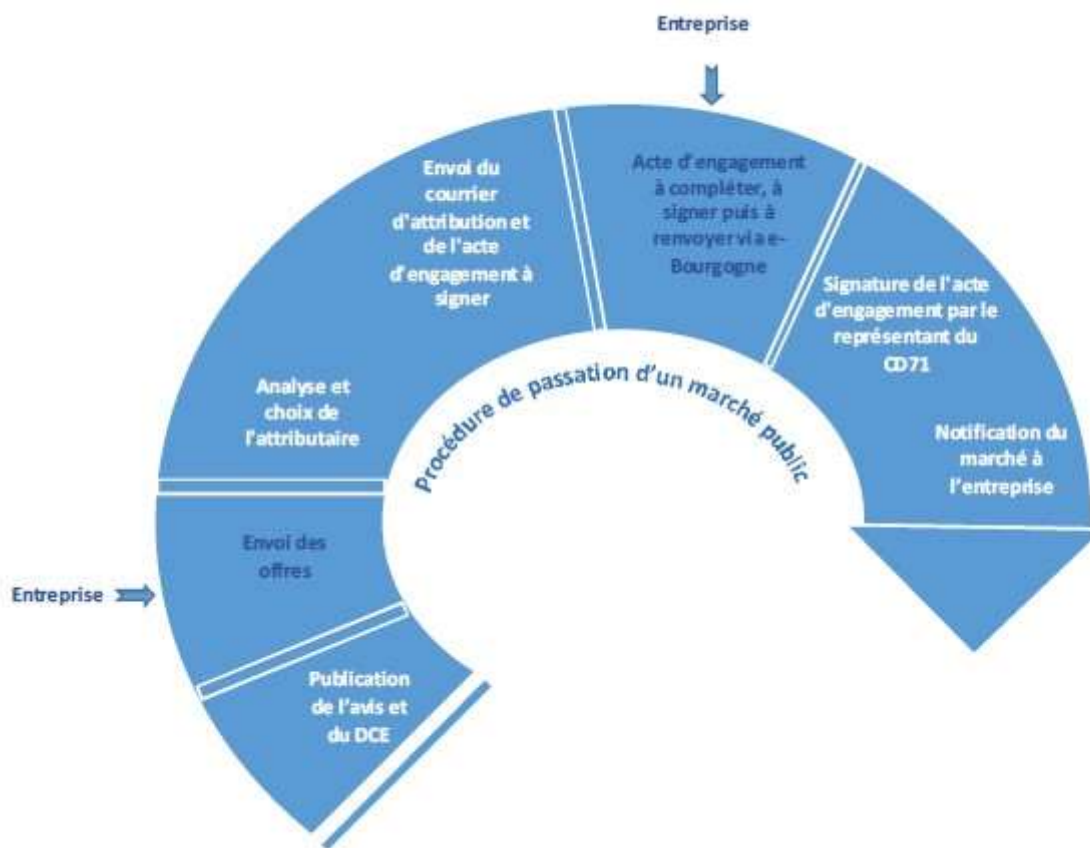 Entreprise
Acte d'engagement
à compléter, à
signer puis à
renvoyer via e-
Bourgogne
Envoi du
courrier
d'attribution et
de l'acte
d'engagement à
signer
Signature de l'acte
d'engagement par le
représentant du
CD71
Procédure de passation d'un marché public
Analyse et
choix de
l'attributaire
Notification du
marché à
l'entreprise
Envoi des
offres
Entreprise
Publication
de l'avis et
du DCE